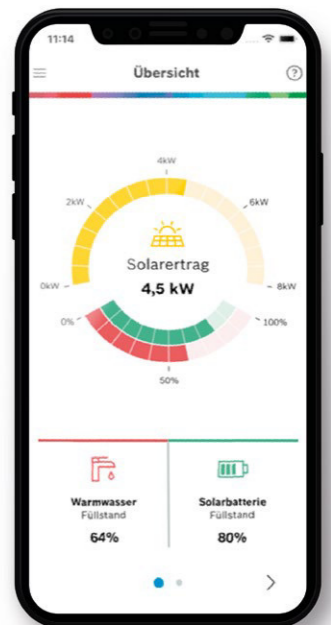 11:14
Übersicht
?
4kW
2kW
6kW
Solarertrag
4,5 kW
0kW
8kW
0%
100%
50%
Warmwasser
Füllstand
64%
Solarbatterie
Füllstand
80%